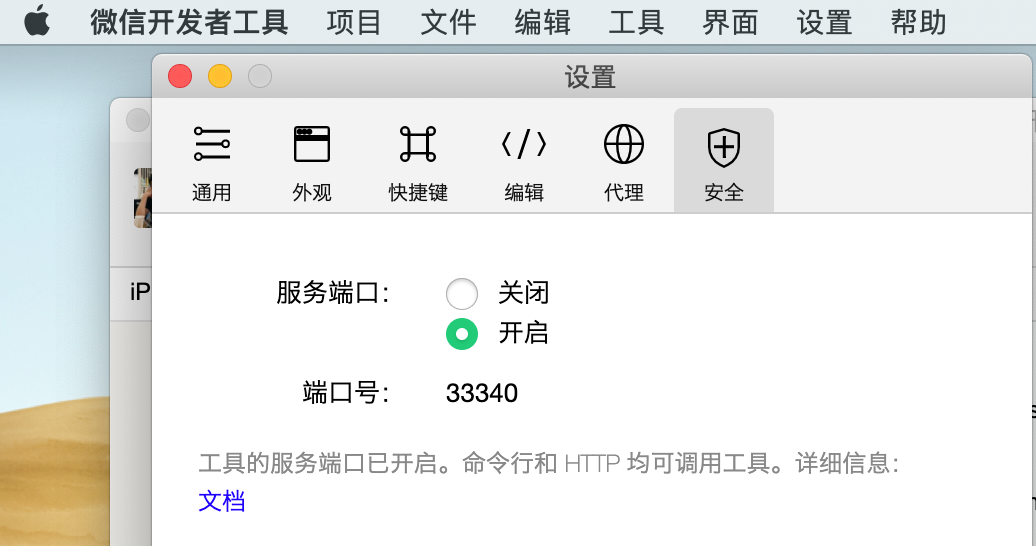 微信开发者工具 项目 文件 编辑 工具 界面 设置 帮助
设置
通用 外观 快捷键 编辑 代理 安全
iP
服务端口： 关闭
开启
端口号： 33340
工具的服务端口已开启。命令行和 HTTP 均可调用工具。详细信息：
文档